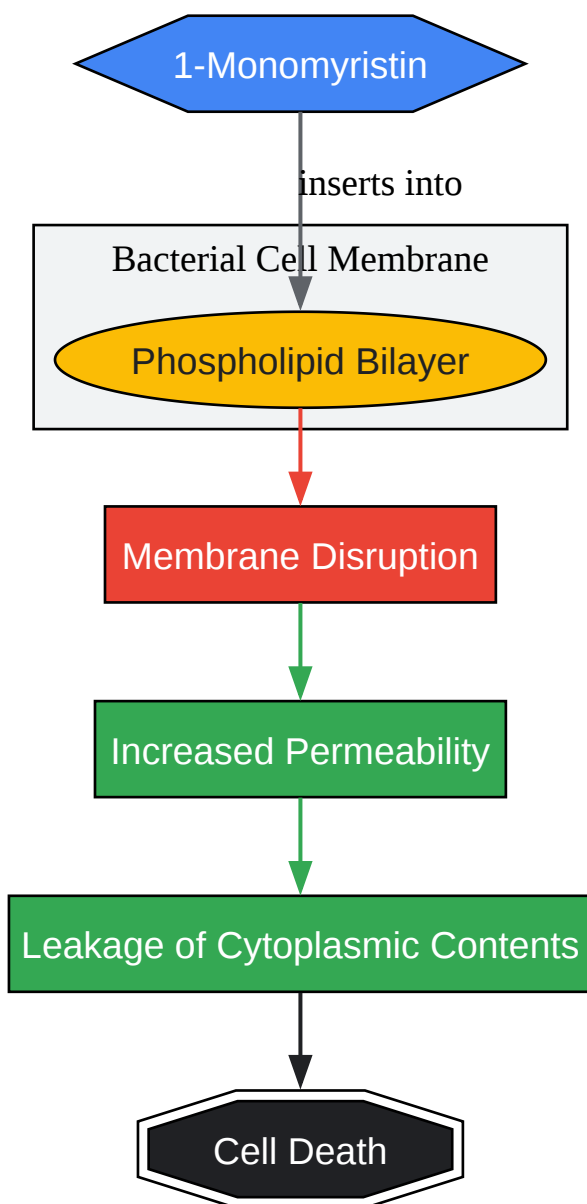 1-Monomyristin
inserts into
Bacterial Cell Membrane
Phospholipid Bilayer
Membrane Disruption
Increased Permeability
Leakage of Cytoplasmic Contents
Cell Death